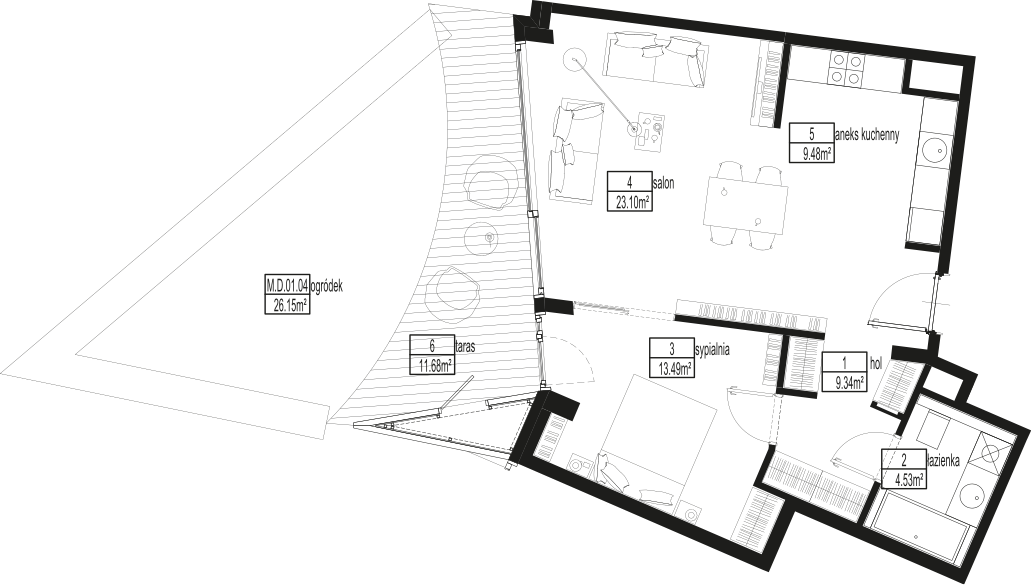 5 aneks kuchenny
9.48m²
4 salon
23.10m²
M.D.01.04 ogródek
26.15m²
6 taras
11.68m²
3 sypialnia
13.49m²
1 hol
9.34m²
2 łazienka
4.53m²